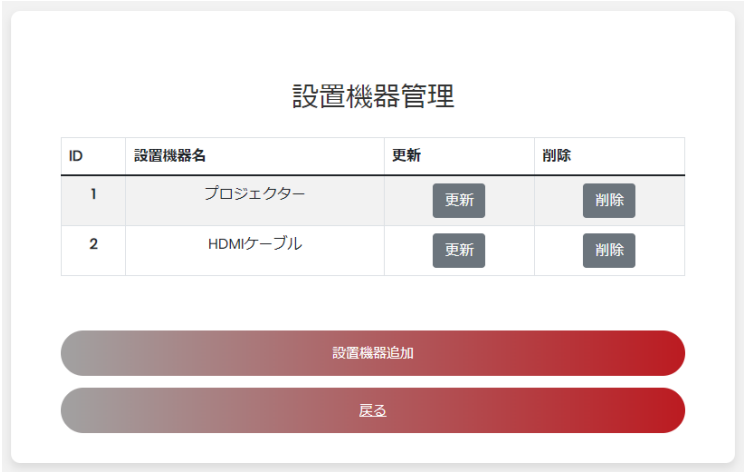 設置機器管理
ID 設置機器名 更新 削除
1 プロジェクター 更新 削除
2 HDMIケーブル 更新 削除
設置機器追加
戻る